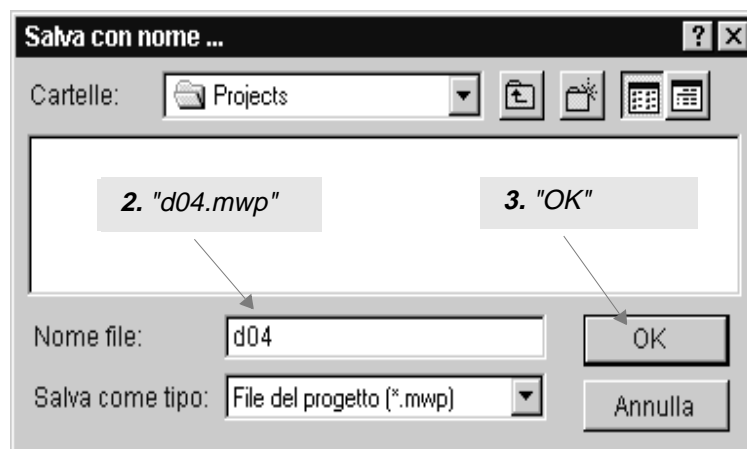 Salva con nome ...
Cartelle: Projects
2. "d04.mwp" 3. "OK"
Nome file: d04 OK
Salva come tipo: File del progetto (*.mwp) Annulla